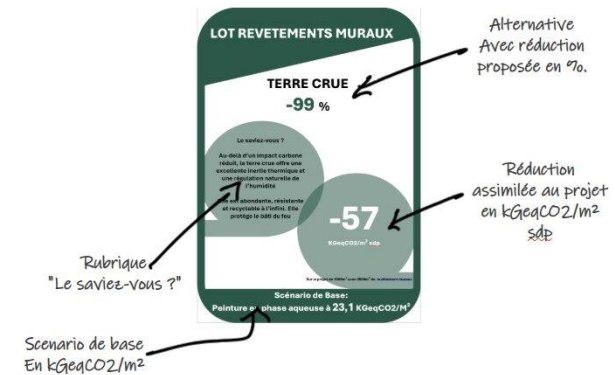 LOT REVETEMENTS MURAUX
TERRE CRUE
-99 %
Le saviez-vous ?
Au-delà d'un impact carbone
réduit, la terre crue offre une
excellente inertie thermique et
une régulation naturelle de
l'humidité
est abondante, résistante
et recyclable à l'infini. Elle
protège le bâti du feu
-57
KGeqCO2/m² sdp
Scénario de Base:
Peinture en phase aqueuse à 23,1 KGeqCO2/M²
Alternative
Avec réduction
proposée en %.
Réduction
assimilée au projet
en kGeqCO2/m²
sdp
Rubrique
"Le saviez-vous ?"
Scenario de base
En kGeqCO2/m²